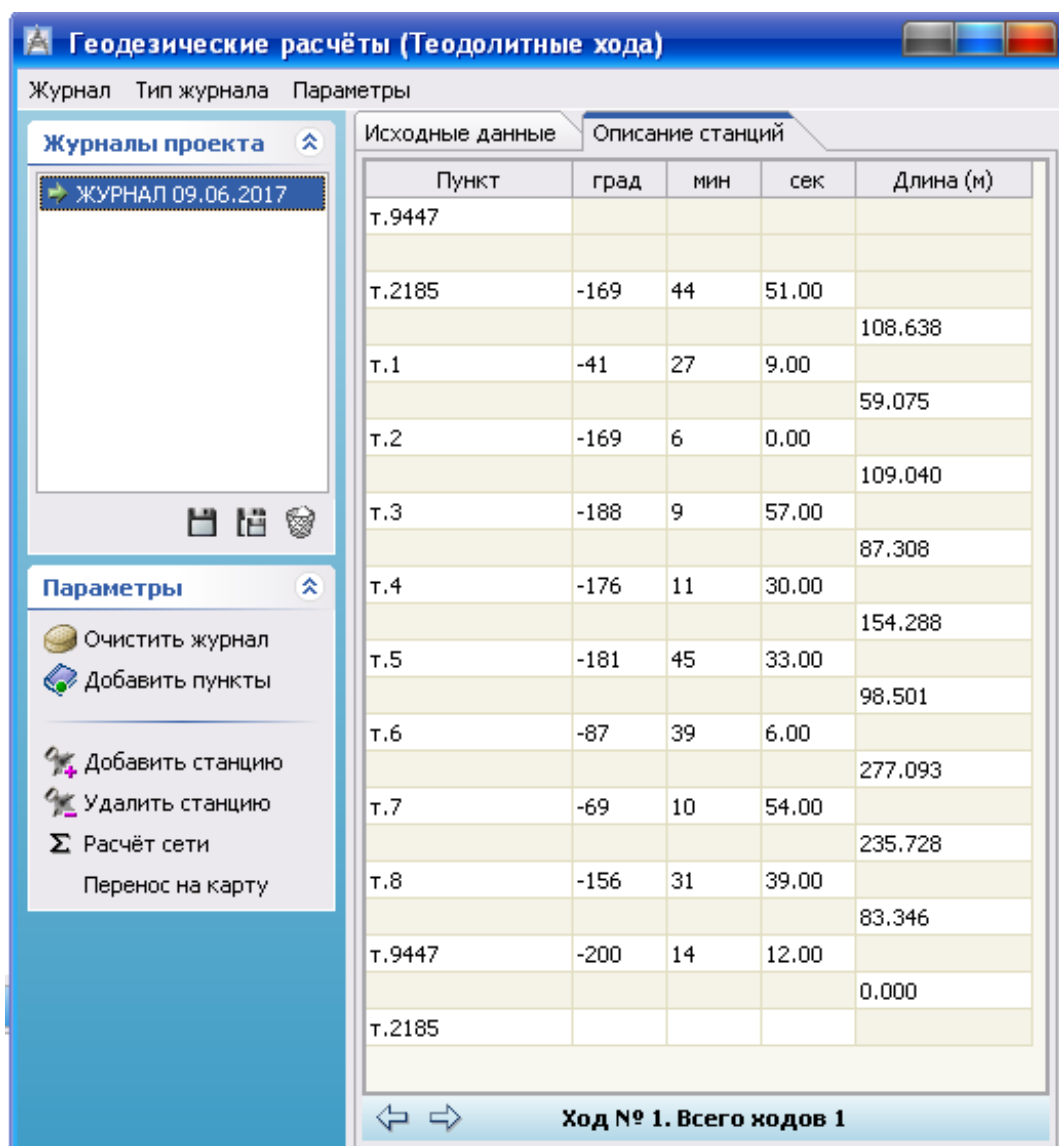 Геодезические расчёты (Теодолитные хода)
Журнал Тип журнала Параметры
Журналы проекта
ЖУРНАЛ 09.06.2017
Параметры
Очистить журнал
Добавить пункты
Добавить станцию
Удалить станцию
Σ Расчёт сети
Перенос на карту
Исходные данные Описание станций
Пункт град мин сек Длина (м)
т.9447
т.2185 -169 44 51.00
108.638
т.1 -41 27 9.00
59.075
т.2 -169 6 0.00
109.040
т.3 -188 9 57.00
87.308
т.4 -176 11 30.00
154.288
т.5 -181 45 33.00
98.501
т.6 -87 39 6.00
277.093
т.7 -69 10 54.00
235.728
т.8 -156 31 39.00
83.346
т.9447 -200 14 12.00
0.000
т.2185
Ход № 1. Всего ходов 1